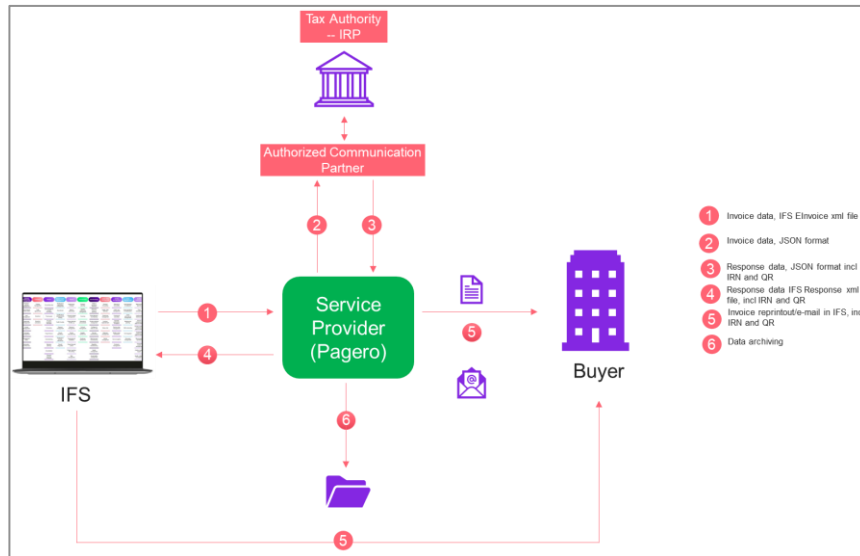 Tax Authority
-- IRP
Authorized Communication
Partner
2
3
1
Invoice data, IFS EInvoice xml file
2
Invoice data, JSON format
3
Response data, JSON format incl
IRN and QR
4
Response data IFS Response xml
file, incl IRN and QR
5
Invoice reprintout/e-mail in IFS, inc
IRN and QR
6
Data archiving
1
Service
Provider
(Pagero)
4
5
@
IFS
Buyer
6
5